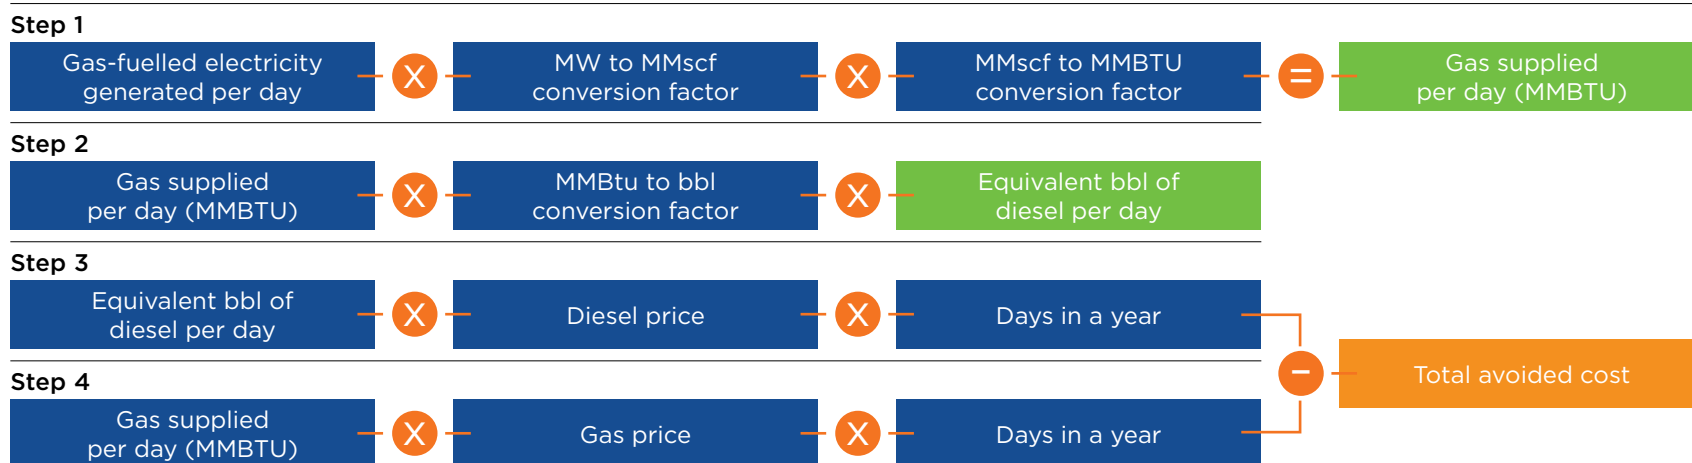 Step 1
Gas-fuelled electricity
generated per day
X
MW to MMscf
conversion factor
X
MMscf to MMBTU
conversion factor
=
Gas supplied
per day (MMBTU)
Step 2
Gas supplied
per day (MMBTU)
X
MMBtu to bbl
conversion factor
X
Equivalent bbl of
diesel per day
Step 3
Equivalent bbl of
diesel per day
X
Diesel price
X
Days in a year
–
Total avoided cost
Step 4
Gas supplied
per day (MMBTU)
X
Gas price
X
Days in a year